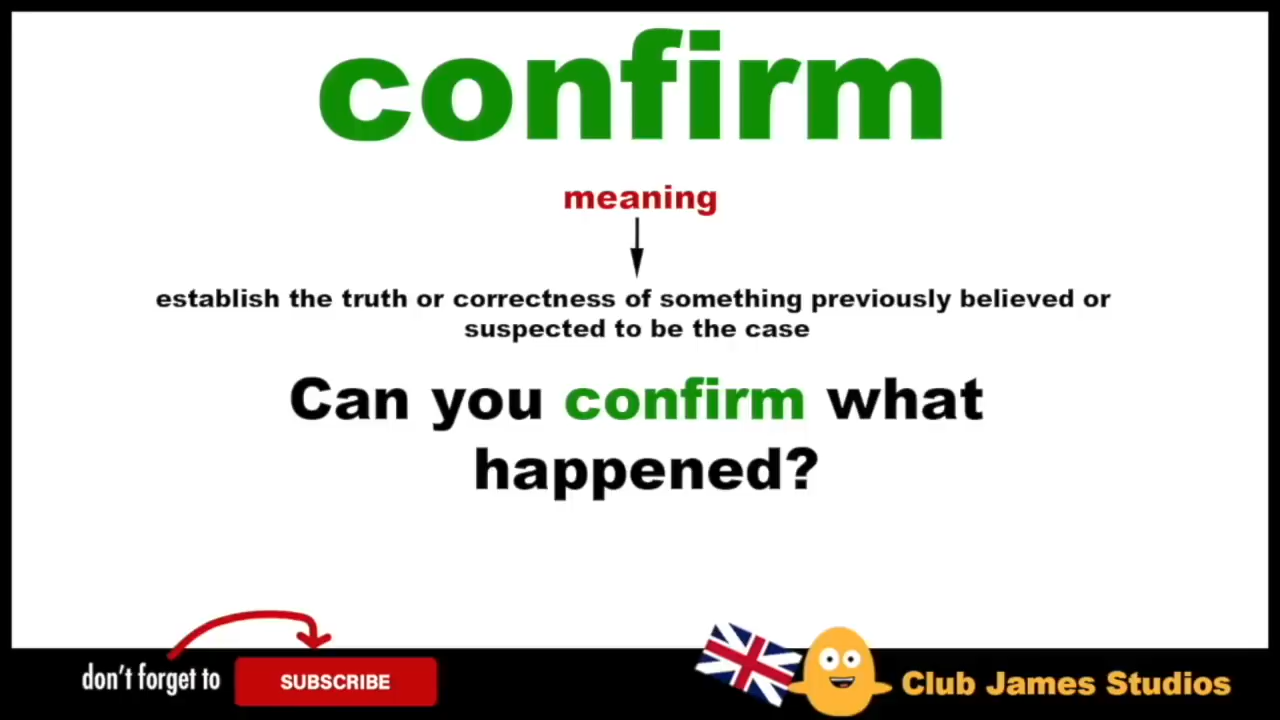 confirm
meaning
establish the truth or correctness of something previously believed or
suspected to be the case
Can you confirm what
happened?
don't forget to
SUBSCRIBE
Club James Studios